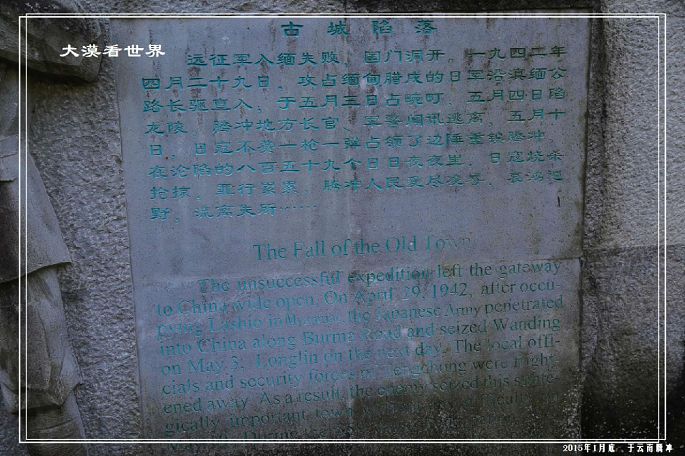 大漠看世界
古城陷落
远征军入缅失败，国门洞开。一九四二年
四月二十九日，攻占缅甸腊戌的日军沿滇缅公
路长驱直入，于五月三日占畹町，五月四日陷
龙陵。腾冲地方长官、军警闻讯逃离，五月十
日，日寇不费一枪一弹占领了边陲重镇腾冲。
在沦陷的八百五十九个日日夜夜里，日寇烧杀
抢掠，罪行累累，腾冲人民受尽凌辱，哀鸿遍
野，流离失所……
The Fall of the Old Town
The unsuccessful expedition left the gateway
to China wide open. On April 29, 1942, after occu-
pying Lashio in the Japanese Army penetrated
into China along Burma Road and seized Wanding
on May 3, Longlin on the next day. The local offi-
cials and security forces in Tengchong were fright-
ened away. As a result, the enemy seized this strate-
gically important town
2015年1月底 于云南腾冲